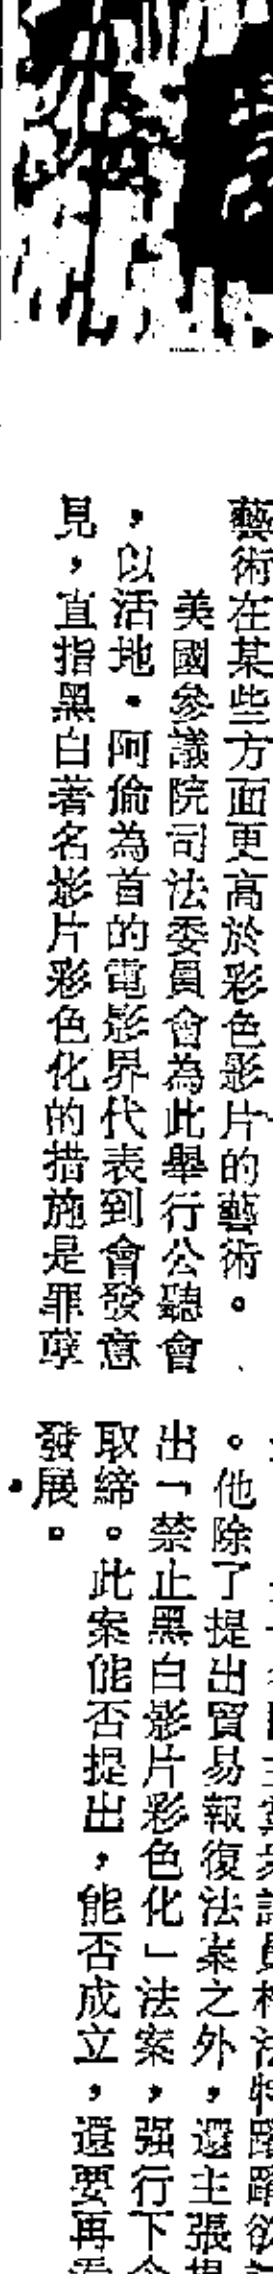 藝術在某些方面更高於彩色影片的藝術。
美國參議院司法委員會為此舉行公聽會
，以活地·阿倫為首的電影界代表到會發意
見，直指黑白著名影片彩色化的措施是罪孽
。他除了提出貿易報復法案之外，還主張提
出「禁止黑白影片彩色化」法案，强行下令
取締。此案能否提出，能否成立，還要再看
發展。